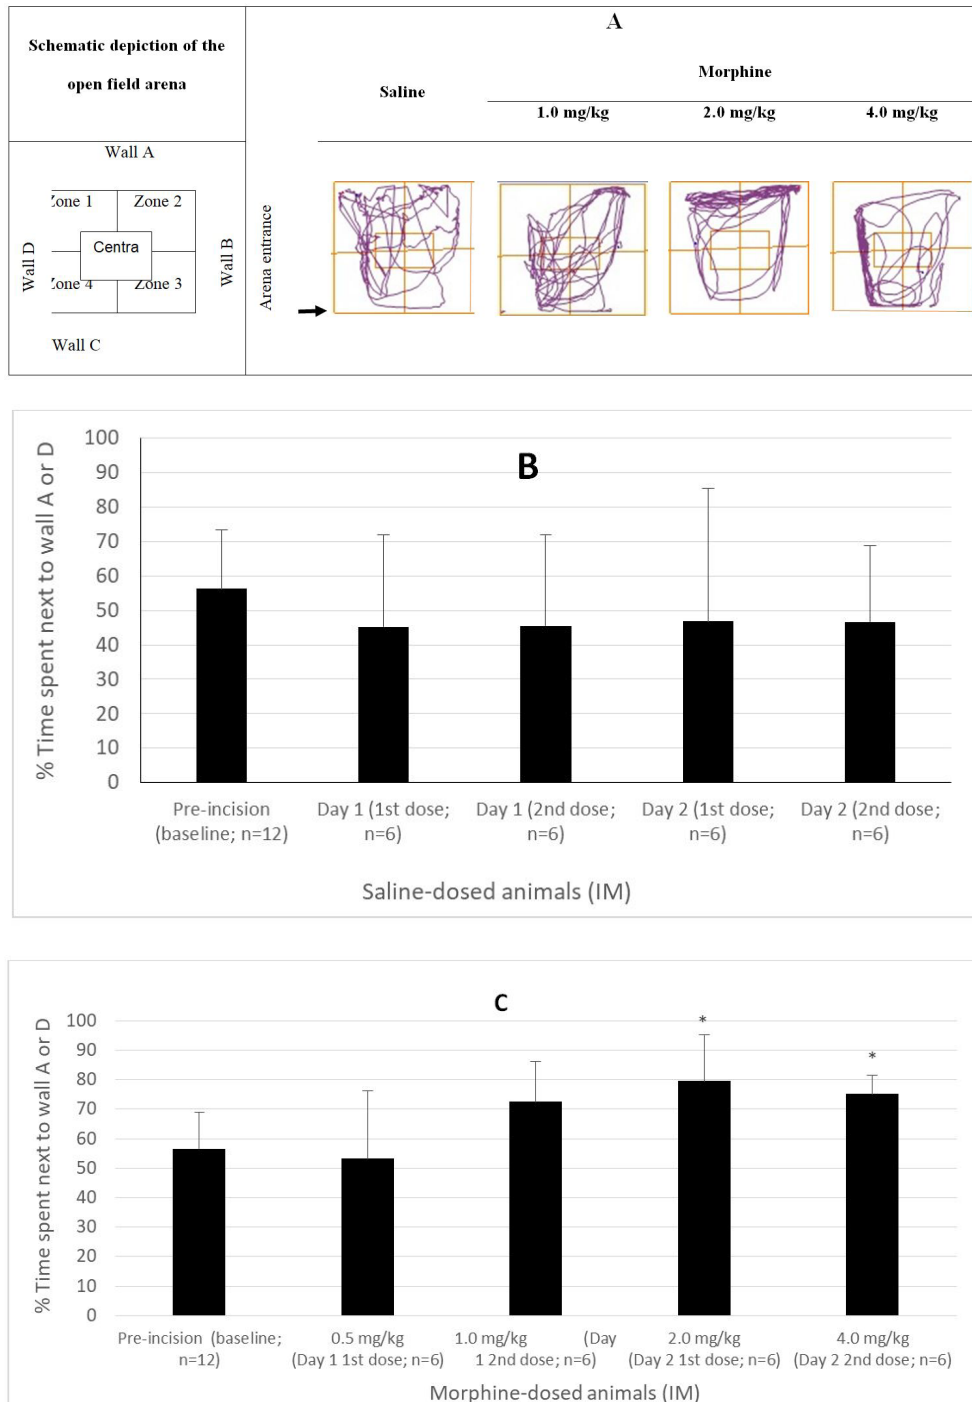 Schematic depiction of the
open field arena
A
Saline
Morphine
1.0 mg/kg
2.0 mg/kg
4.0 mg/kg
Wall A
Zone 1
Zone 2
Wall D
Centra
Wall B
Zone 4
Zone 3
Wall C
Arena entrance
B
% Time spent next to wall A or D
100
90
80
70
60
50
40
30
20
10
0
Pre-incision
(baseline; n=12)
Day 1 (1st dose;
n=6)
Day 1 (2nd dose;
n=6)
Day 2 (1st dose;
n=6)
Day 2 (2nd dose;
n=6)
Saline-dosed animals (IM)
C
% Time spent next to wall A or D
100
90
80
70
60
50
40
30
20
10
0
*
*
Pre-incision (baseline;
n=12)
0.5 mg/kg
(Day 1 1st dose; n=6)
1.0 mg/kg (Day
1 2nd dose; n=6)
2.0 mg/kg
(Day 2 1st dose; n=6)
4.0 mg/kg
(Day 2 2nd dose; n=6)
Morphine-dosed animals (IM)